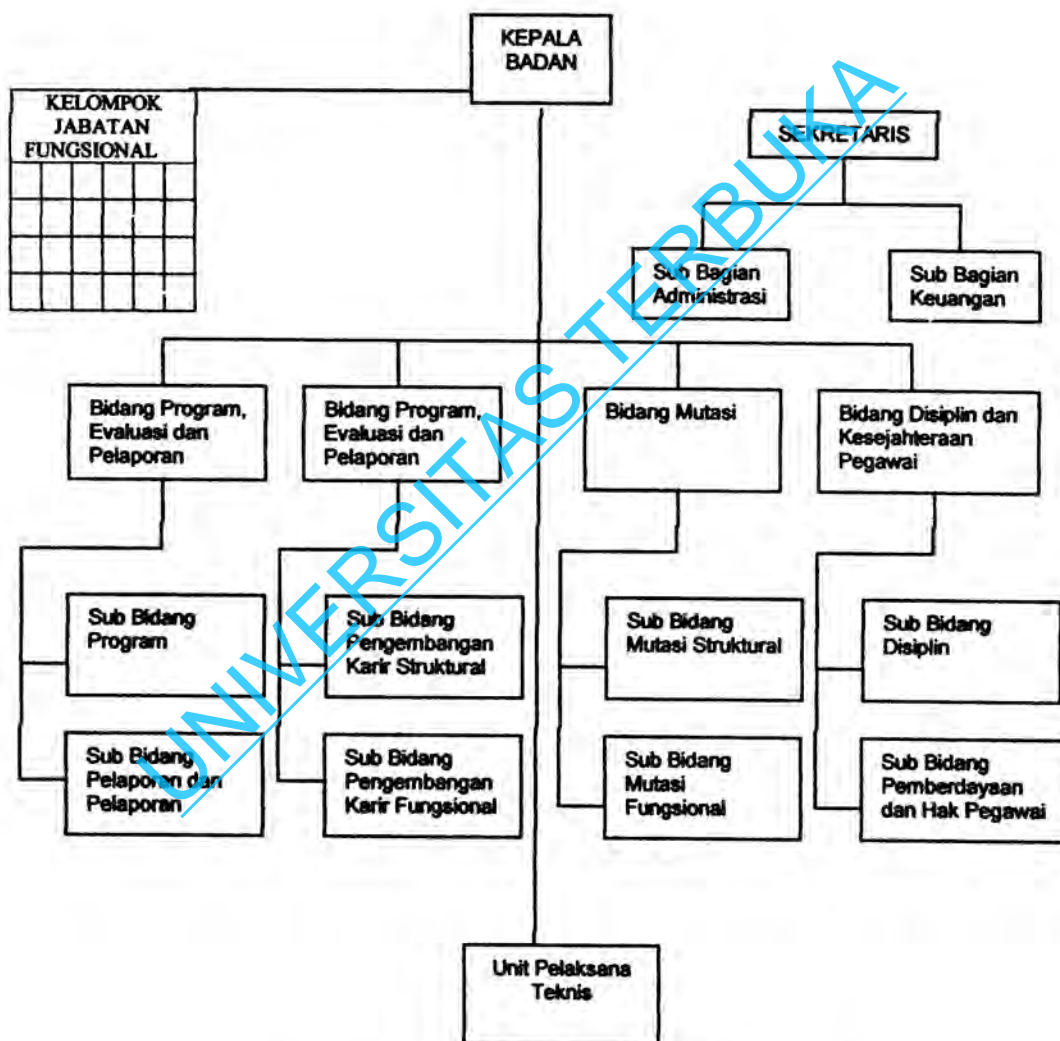 KEPALA
BADAN
KELOMPOK
JABATAN
FUNGSIONAL
SEKRETARIS
Sub Bagian
Administrasi
Sub Bagian
Keuangan
Bidang Program,
Evaluasi dan
Pelaporan
Bidang Program,
Evaluasi dan
Pelaporan
Bidang Mutasi
Bidang Disiplin dan
Kesejahteraan
Pegawai
Sub Bidang
Program
Sub Bidang
Pengembangan
Karir Struktural
Sub Bidang
Mutasi Struktural
Sub Bidang
Disiplin
Sub Bidang
Pelaporan dan
Pelaporan
Sub Bidang
Pengembangan
Karir Fungsional
Sub Bidang
Mutasi
Fungsional
Sub Bidang
Pemberdayaan
dan Hak Pegawai
Unit Pelaksana
Teknis
UNIVERSITAS TERBUKA